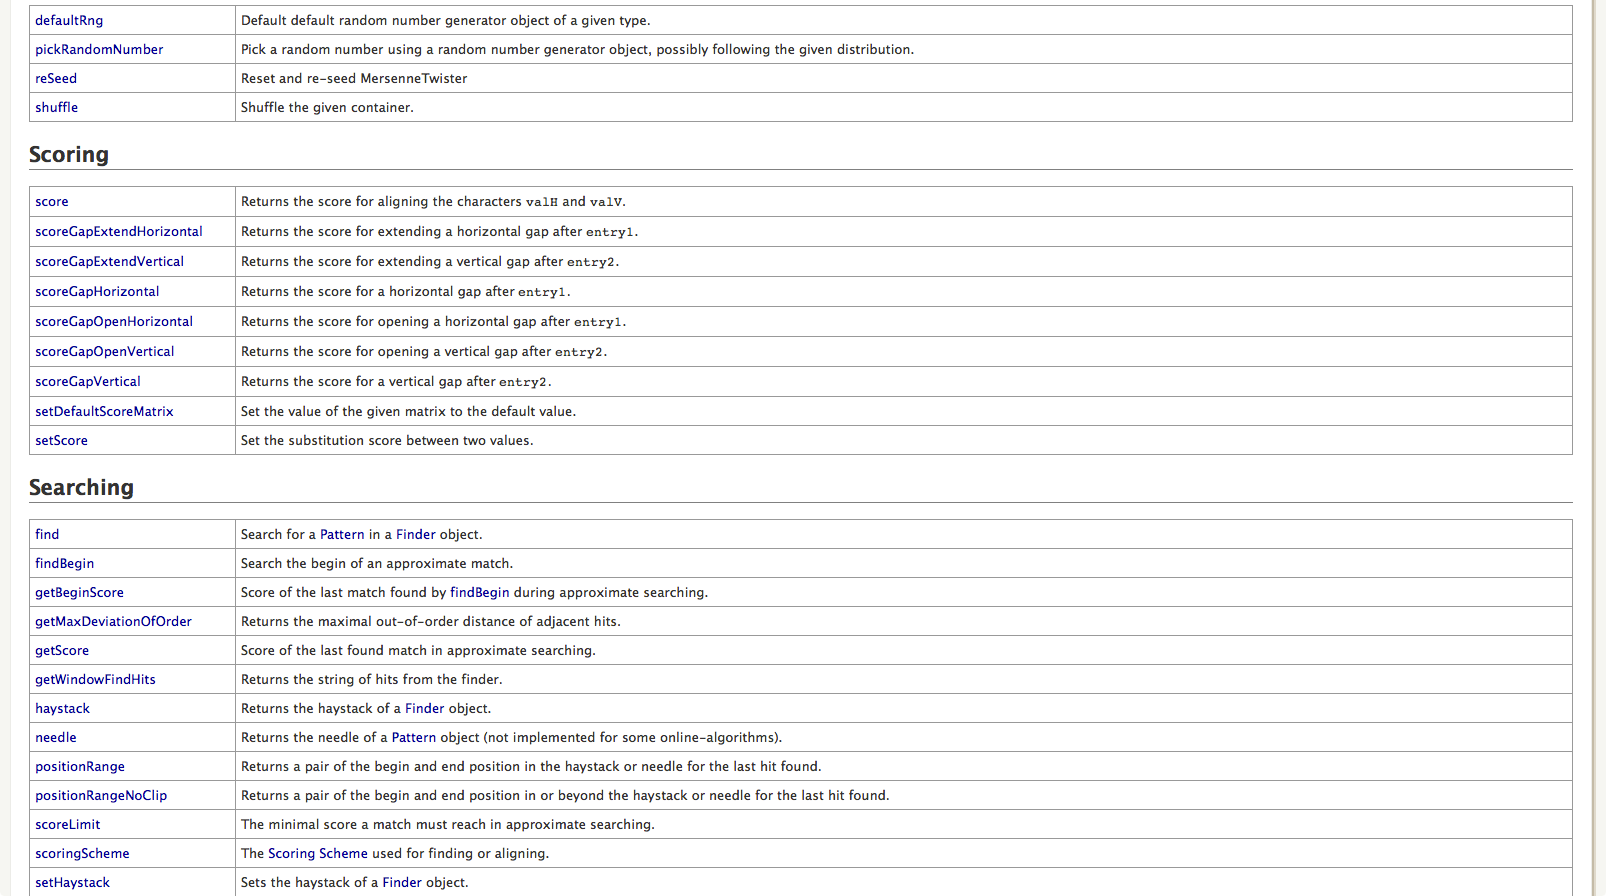 defaultRng Default default random number generator object of a given type.
pickRandomNumber Pick a random number using a random number generator object, possibly following the given distribution.
reSeed Reset and re-seed MersenneTwister
shuffle Shuffle the given container.
Scoring
score Returns the score for aligning the characters valH and valV.
scoreGapExtendHorizontal Returns the score for extending a horizontal gap after entry1.
scoreGapExtendVertical Returns the score for extending a vertical gap after entry2.
scoreGapHorizontal Returns the score for a horizontal gap after entry1.
scoreGapOpenHorizontal Returns the score for opening a horizontal gap after entry1.
scoreGapOpenVertical Returns the score for opening a vertical gap after entry2.
scoreGapVertical Returns the score for a vertical gap after entry2.
setDefaultScoreMatrix Set the value of the given matrix to the default value.
setScore Set the substitution score between two values.
Searching
find Search for a Pattern in a Finder object.
findBegin Search the begin of an approximate match.
getBeginScore Score of the last match found by findBegin during approximate searching.
getMaxDeviationOfOrder Returns the maximal out-of-order distance of adjacent hits.
getScore Score of the last found match in approximate searching.
getWindowFindHits Returns the string of hits from the finder.
haystack Returns the haystack of a Finder object.
needle Returns the needle of a Pattern object (not implemented for some online-algorithms).
positionRange Returns a pair of the begin and end position in the haystack or needle for the last hit found.
positionRangeNoClip Returns a pair of the begin and end position in or beyond the haystack or needle for the last hit found.
scoreLimit The minimal score a match must reach in approximate searching.
scoringScheme The Scoring Scheme used for finding or aligning.
setHaystack Sets the haystack of a Finder object.